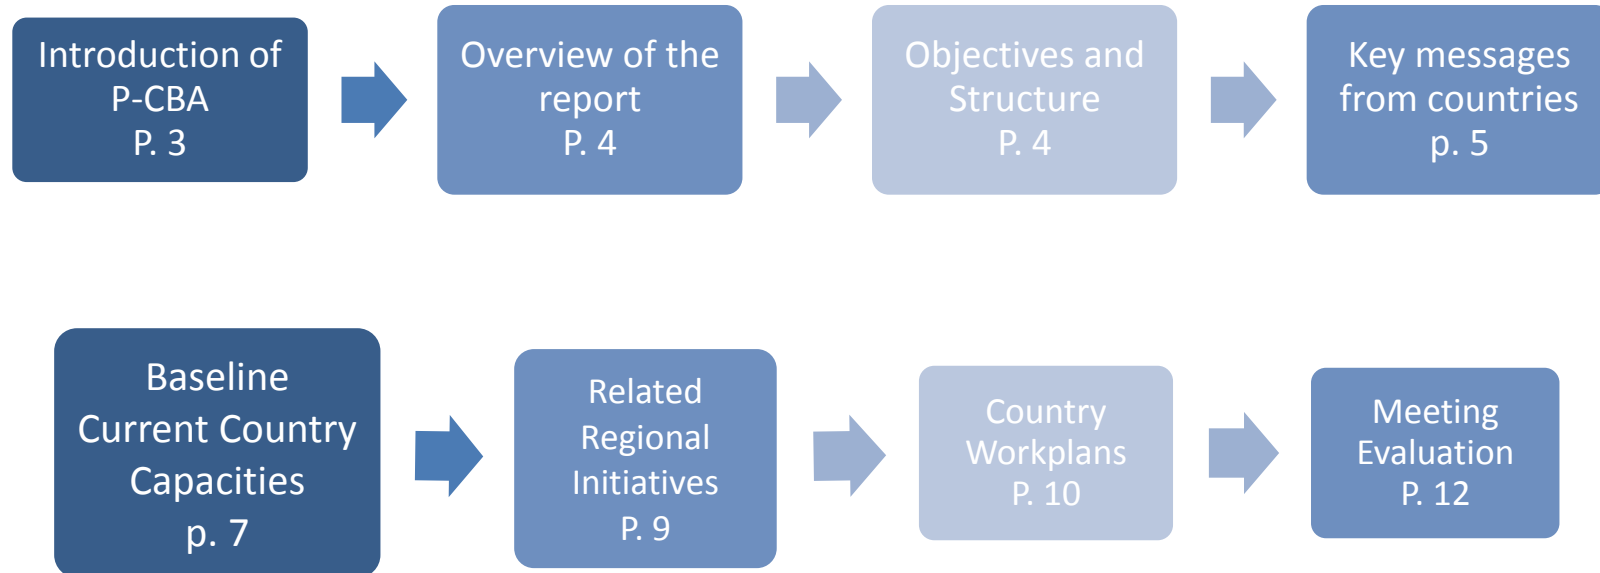 Introduction of
P-CBA
P. 3
Overview of the
report
P. 4
Objectives and
Structure
P. 4
Key messages
from countries
p. 5
Baseline
Current Country
Capacities
p. 7
Related
Regional
Initiatives
P. 9
Country
Workplans
P. 10
Meeting
Evaluation
P. 12